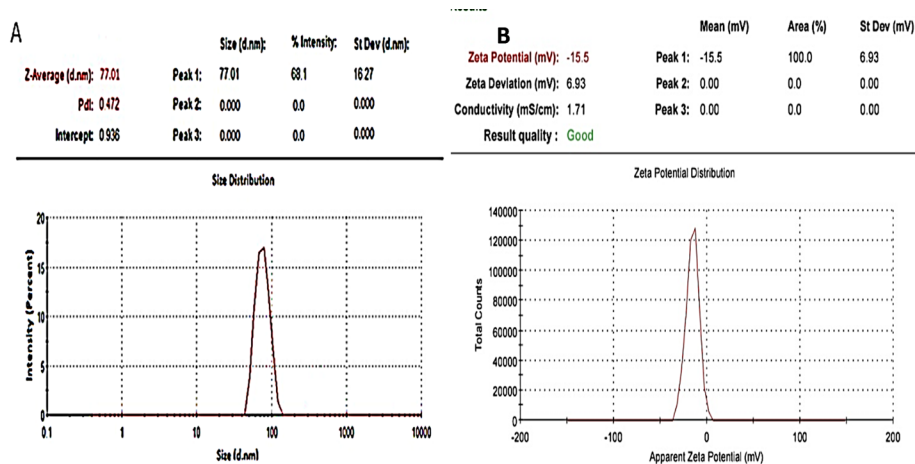 A
Size (d.nm): % Intensity: St Dev (d.nm):
Z-Average (d.nm): 77.01 Peak 1: 77.01 68.1 16.27
Pdl: 0.472 Peak 2: 0.000 0.0 0.000
Intercept: 0.936 Peak 3: 0.000 0.0 0.000
Size Distribution
Intensity (Percent)
20
15
10
5
0
0.1 1 10 100 1000 10000
Size (d.nm)
B
Mean (mV) Area (%) St Dev (mV)
Zeta Potential (mV): -15.5 Peak 1: -15.5 100.0 6.93
Zeta Deviation (mV): 6.93 Peak 2: 0.00 0.0 0.00
Conductivity (mS/cm): 1.71 Peak 3: 0.00 0.0 0.00
Result quality : Good
Zeta Potential Distribution
Total Counts
140000
120000
100000
80000
60000
40000
20000
0
-200 -100 0 100 200
Apparent Zeta Potential (mV)